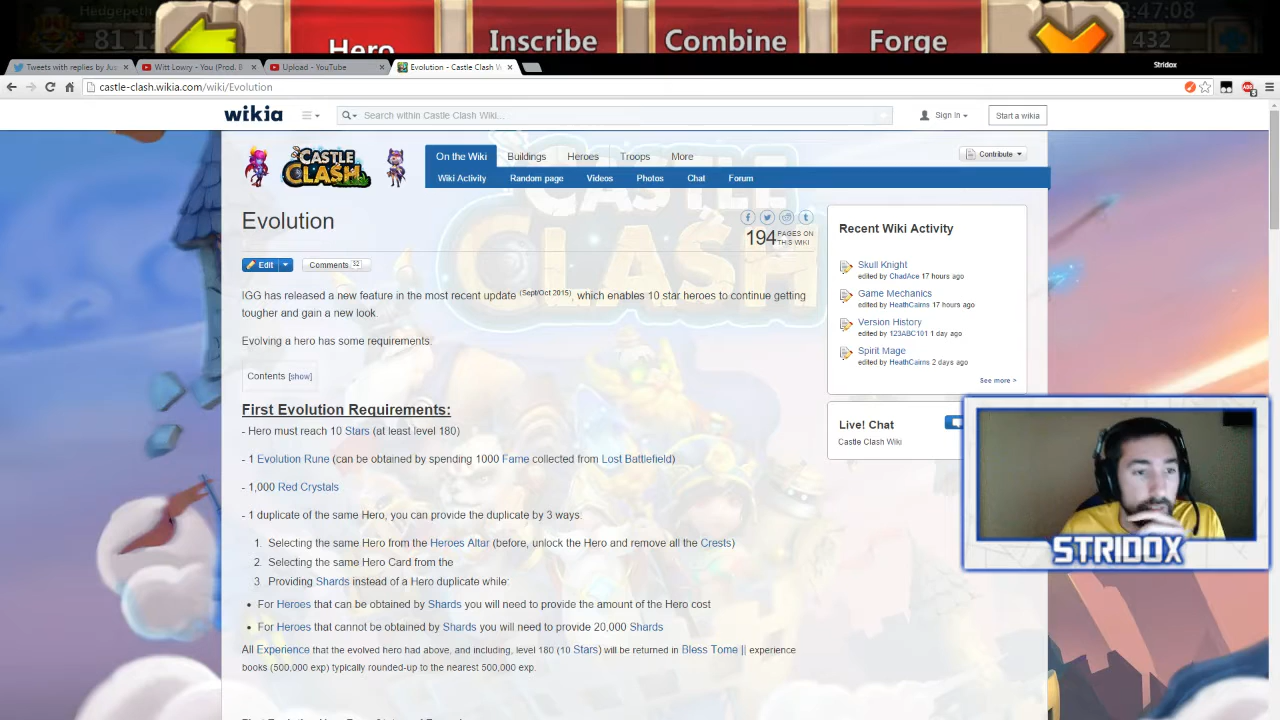 Hedgepeth
3:47:08
81 12
432
Hero
Inscribe
Combine
Forge
Stridox
Tweets with replies by Ju
Witt Lowry - You (Prod. B
Upload - YouTube
Evolution - Castle Clash W
castle-clash.wikia.com/wiki/Evolution
wikia
Search within Castle Clash Wiki...
Sign In
Start a wikia
CASTLE
CLASH
On the Wiki
Buildings
Heroes
Troops
More
Contribute
Wiki Activity
Random page
Videos
Photos
Chat
Forum
CASTLE
CLASH
Evolution
194 PAGES ON
THIS WIKI
Edit
Comments 32
IGG has released a new feature in the most recent update (Sept/Oct 2015), which enables 10 star heroes to continue getting
tougher and gain a new look.
Evolving a hero has some requirements:
Contents [show]
First Evolution Requirements:
- Hero must reach 10 Stars (at least level 180)
- 1 Evolution Rune (can be obtained by spending 1000 Fame collected from Lost Battlefield)
- 1,000 Red Crystals
- 1 duplicate of the same Hero, you can provide the duplicate by 3 ways:
1. Selecting the same Hero from the Heroes Altar (before, unlock the Hero and remove all the Crests)
2. Selecting the same Hero Card from the
3. Providing Shards instead of a Hero duplicate while:
• For Heroes that can be obtained by Shards you will need to provide the amount of the Hero cost
• For Heroes that cannot be obtained by Shards you will need to provide 20,000 Shards
All Experience that the evolved hero had above, and including, level 180 (10 Stars) will be returned in Bless Tome || experience
books (500,000 exp) typically rounded-up to the nearest 500,000 exp.
Recent Wiki Activity
Skull Knight
edited by ChadAce 17 hours ago
Game Mechanics
edited by HeathCairns 17 hours ago
Version History
edited by 123ABC101 1 day ago
Spirit Mage
edited by HeathCairns 2 days ago
See more >
Live! Chat
Castle Clash Wiki
STRIDOX